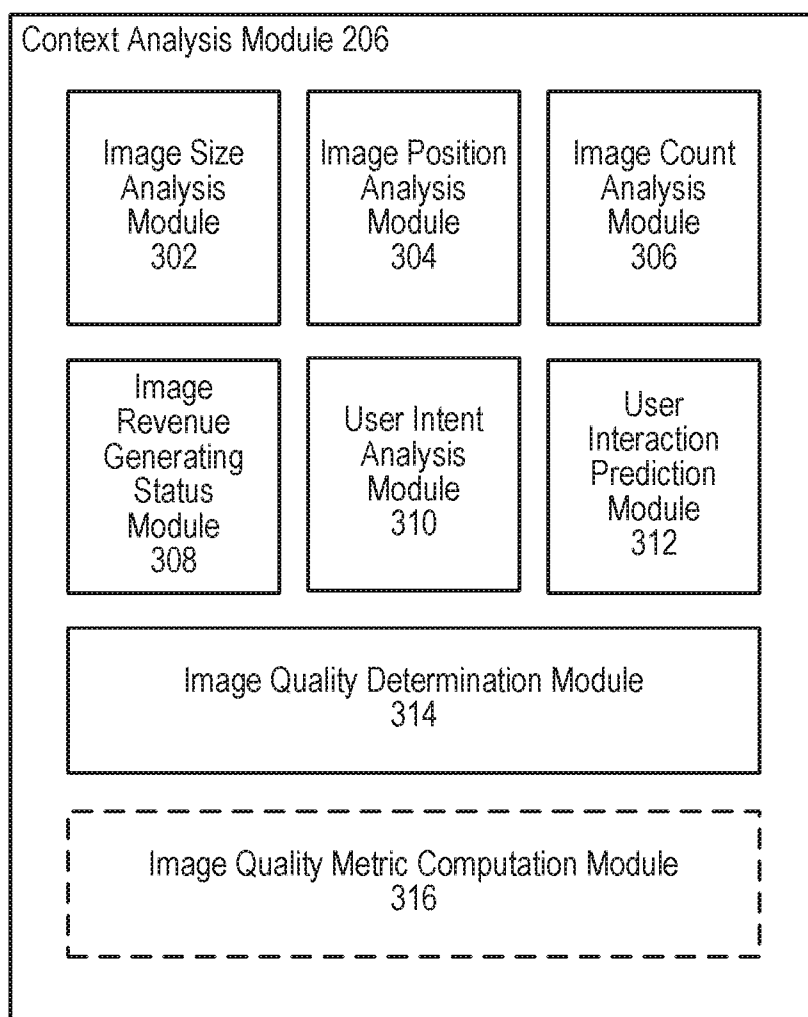 Context Analysis Module 206
Image Size
Analysis
Module
302
Image Position
Analysis
Module
304
Image Count
Analysis
Module
306
Image
Revenue
Generating
Status
Module
308
User Intent
Analysis
Module
310
User
Interaction
Prediction
Module
312
Image Quality Determination Module
314
Image Quality Metric Computation Module
316